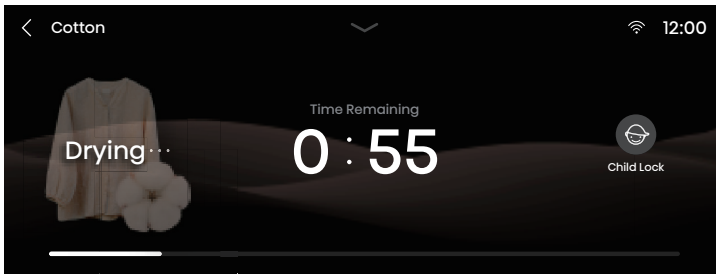 Cotton
12:00
Time Remaining
Drying...
0:55
Child Lock